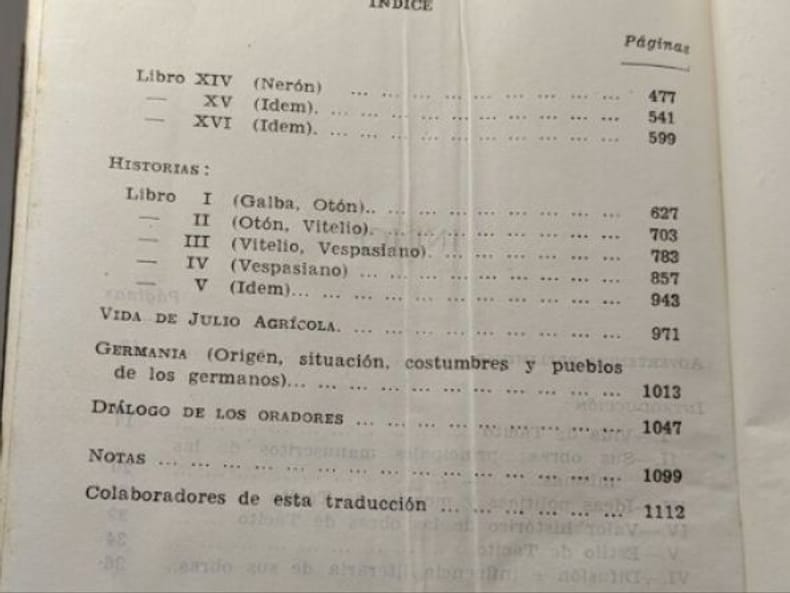 INDICE
Páginas
Libro XIV (Nerón) ... ... ... ... ... ... ... ... 477
— XV (Idem). ... ... ... ... ... ... ... ... ... 541
— XVI (Idem). ... ... ... ... ... ... ... ... ... 599
HISTORIAS:
Libro I (Galba, Otón).. ... ... ... ... ... ... ... 627
— II (Otón, Vitelio). ... ... ... ... ... ... ... 703
— III (Vitelio, Vespasiano). ... ... ... ... ... 783
— IV (Vespasiano) ... ... ... ... ... ... ... ... 857
— V (Idem)... ... ... ... ... ... ... ... ... ... 943
VIDA DE JULIO AGRÍCOLA. ... ... ... ... ... ... ... ... 971
GERMANIA (Origen, situación, costumbres y pueblos
de los germanos)... ... ... ... ... ... ... ... ... 1013
DIÁLOGO DE LOS ORADORES ... ... ... ... ... ... ... ... 1047
NOTAS ... ... ... ... ... ... ... ... ... ... ... ... ... 1099
Colaboradores de esta traducción ... ... ... ... ... 1112